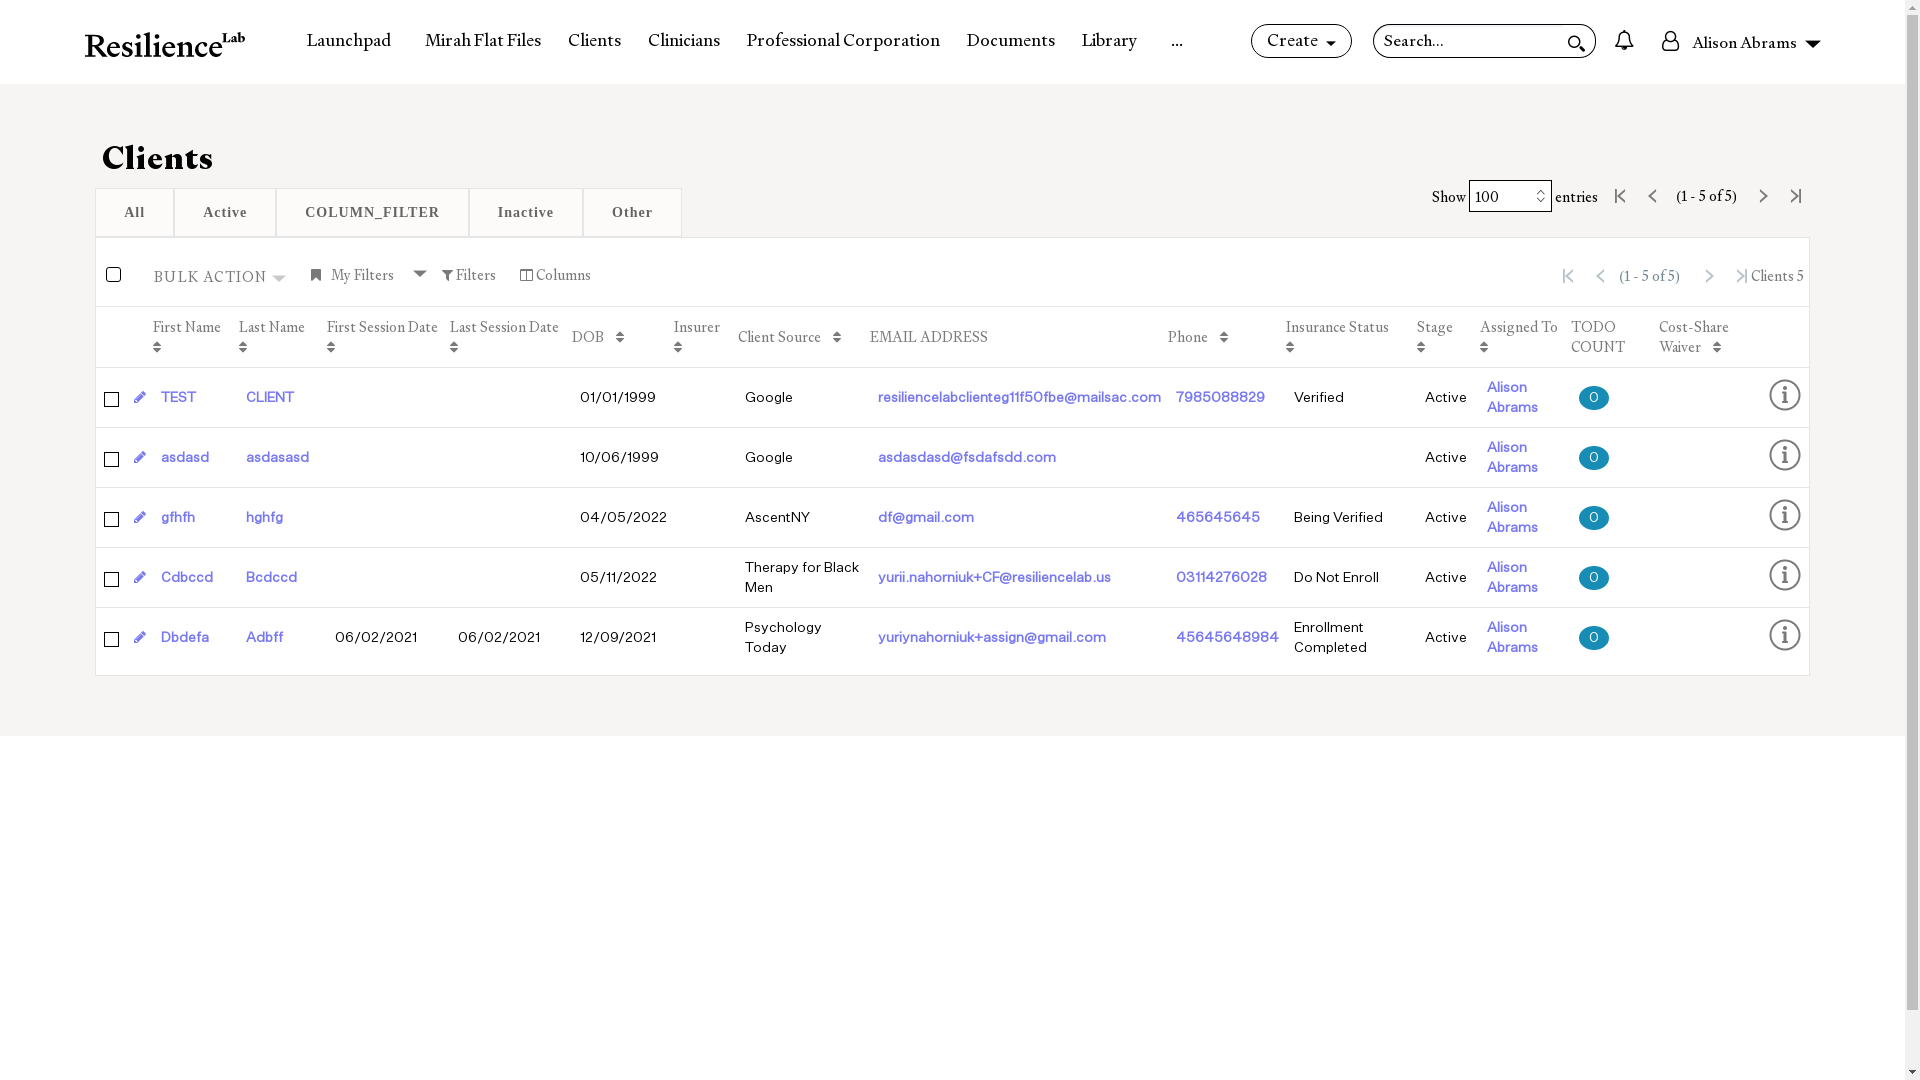 Resilience Lab Launchpad Mirah Flat Files Clients Clinicians Professional Corporation Documents Library ... Create Search... Alison Abrams
Clients
Show 100 entries (1 - 5 of 5)
All Active COLUMN_FILTER Inactive Other
BULK ACTION My Filters Filters Columns (1 - 5 of 5) Clients 5
First Name Last Name First Session Date Last Session Date DOB Insurer Client Source EMAIL ADDRESS Phone Insurance Status Stage Assigned To TODO COUNT Cost-Share Waiver
TEST CLIENT 01/01/1999 Google resiliencelabclienteg11f50fbe@mailsac.com 7985088829 Verified Active Alison Abrams 0
asdasd asdasasd 10/06/1999 Google asdasdasd@fsdafsdd.com Active Alison Abrams 0
gfhfh hghfg 04/05/2022 AscentNY df@gmail.com 465645645 Being Verified Active Alison Abrams 0
Cdbccd Bcdccd 05/11/2022 Therapy for Black Men yurii.nahorniuk+CF@resiliencelab.us 03114276028 Do Not Enroll Active Alison Abrams 0
Dbdefa Adbff 06/02/2021 06/02/2021 12/09/2021 Psychology Today yuriynahorniuk+assign@gmail.com 45645648984 Enrollment Completed Active Alison Abrams 0